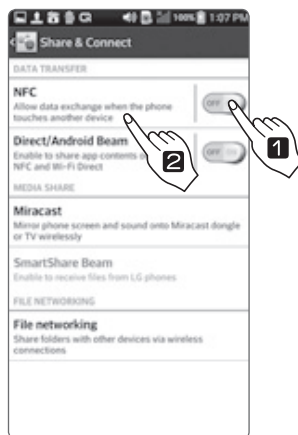 100% 1:07 PM
Share & Connect
DATA TRANSFER
NFC
Allow data exchange when the phone
touches another device
OFF
1
Direct/Android Beam
Enable to share app contents
NFC and Wi-Fi Direct
OFF
2
MEDIA SHARE
Miracast
Mirror phone screen and sound onto Miracast dongle
or TV wirelessly
SmartShare Beam
Enable to receive files from LG phones
FILE NETWORKING
File networking
Share folders with other devices via wireless
connections